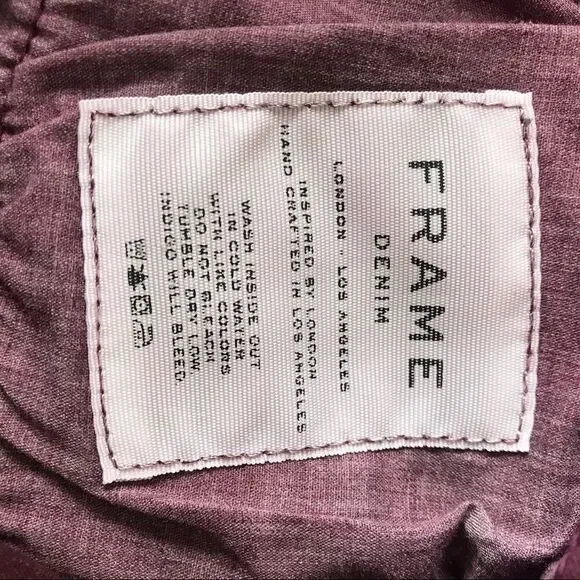 FRAME
DENIM
LONDON - LOS ANGELES
INSPIRED BY LONDON
HAND CRAFTED IN LOS ANGELES
WASH INSIDE OUT
IN COLD WATER
WITH LIKE COLORS
DO NOT BLEACH
TUMBLE DRY LOW
INDIGO WILL BLEED